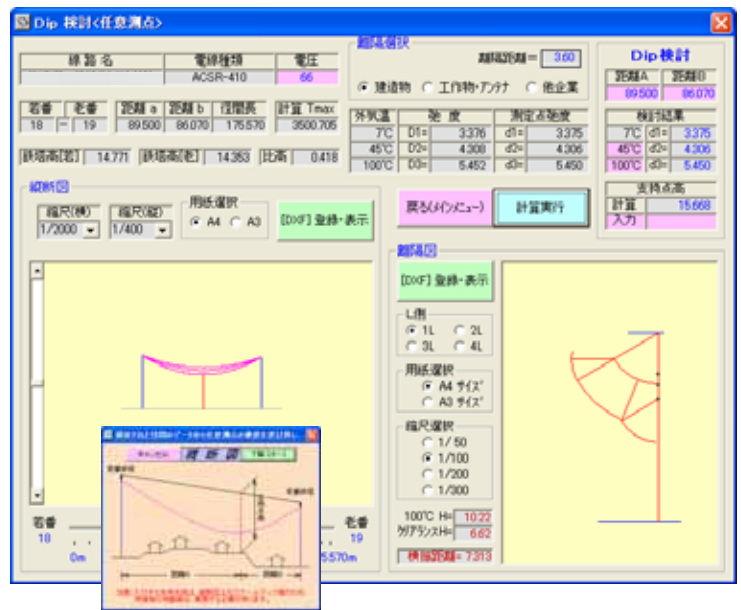 Dip 検討<任意測点>
線路名 電線種類 電圧
ACSR-410 66
若番 老番 距離 a 距離 b 径間長 計算 Tmax
18 - 19 89.500 86.070 175.570 3500.705
鉄塔高[若] 14.771 鉄塔高[老] 14.353 比高 0.418
離隔選択
離隔距離= 3.60
建造物 工作物・アンテナ 他企業
外気温 弛 度 測定点弛度
7℃ D1= 3.376 d1= 3.375
45℃ D2= 4.308 d2= 4.306
100℃ D3= 5.452 d3= 5.450
Dip検討
距離A 距離B
89.500 86.070
検討結果
7℃ d1= 3.375
45℃ d2= 4.306
100℃ d3= 5.450
支持点高
計算 15.668
入力
縦断図
縮尺(横) 縮尺(縦)
1/2000 1/400
用紙選択
A4 A3
[DXF] 登録・表示
戻る(メインメニュー) 計算実行
離隔図
[DXF] 登録・表示
L側
1L 2L
3L 4L
用紙選択
A4 サイズ
A3 サイズ
縮尺選択
1/ 50
1/100
1/200
1/300
100℃ H= 10.22
クリアランスH= 6.62
横振距離= 7.313
若番 老番
18 19
0m 5.570m
縦 断 図